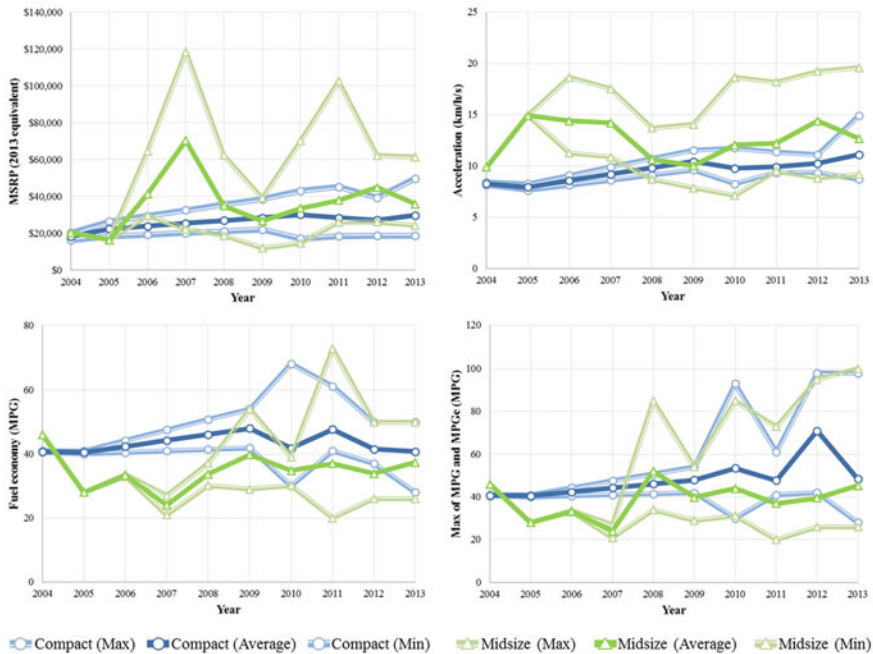 $140,000
$120,000
$100,000
$80,000
$60,000
$40,000
$20,000
$0
MSRP (2013 equivalent)
2004 2005 2006 2007 2008 2009 2010 2011 2012 2013
Year
25
20
15
10
5
0
Acceleration (km/h/s)
2004 2005 2006 2007 2008 2009 2010 2011 2012 2013
Year
80
60
40
20
0
Fuel economy (MPG)
2004 2005 2006 2007 2008 2009 2010 2011 2012 2013
Year
120
100
80
60
40
20
0
Max of MPG and MPGe (MPG)
2004 2005 2006 2007 2008 2009 2010 2011 2012 2013
Year
Compact (Max) Compact (Average) Compact (Min) Midsize (Max) Midsize (Average) Midsize (Min)